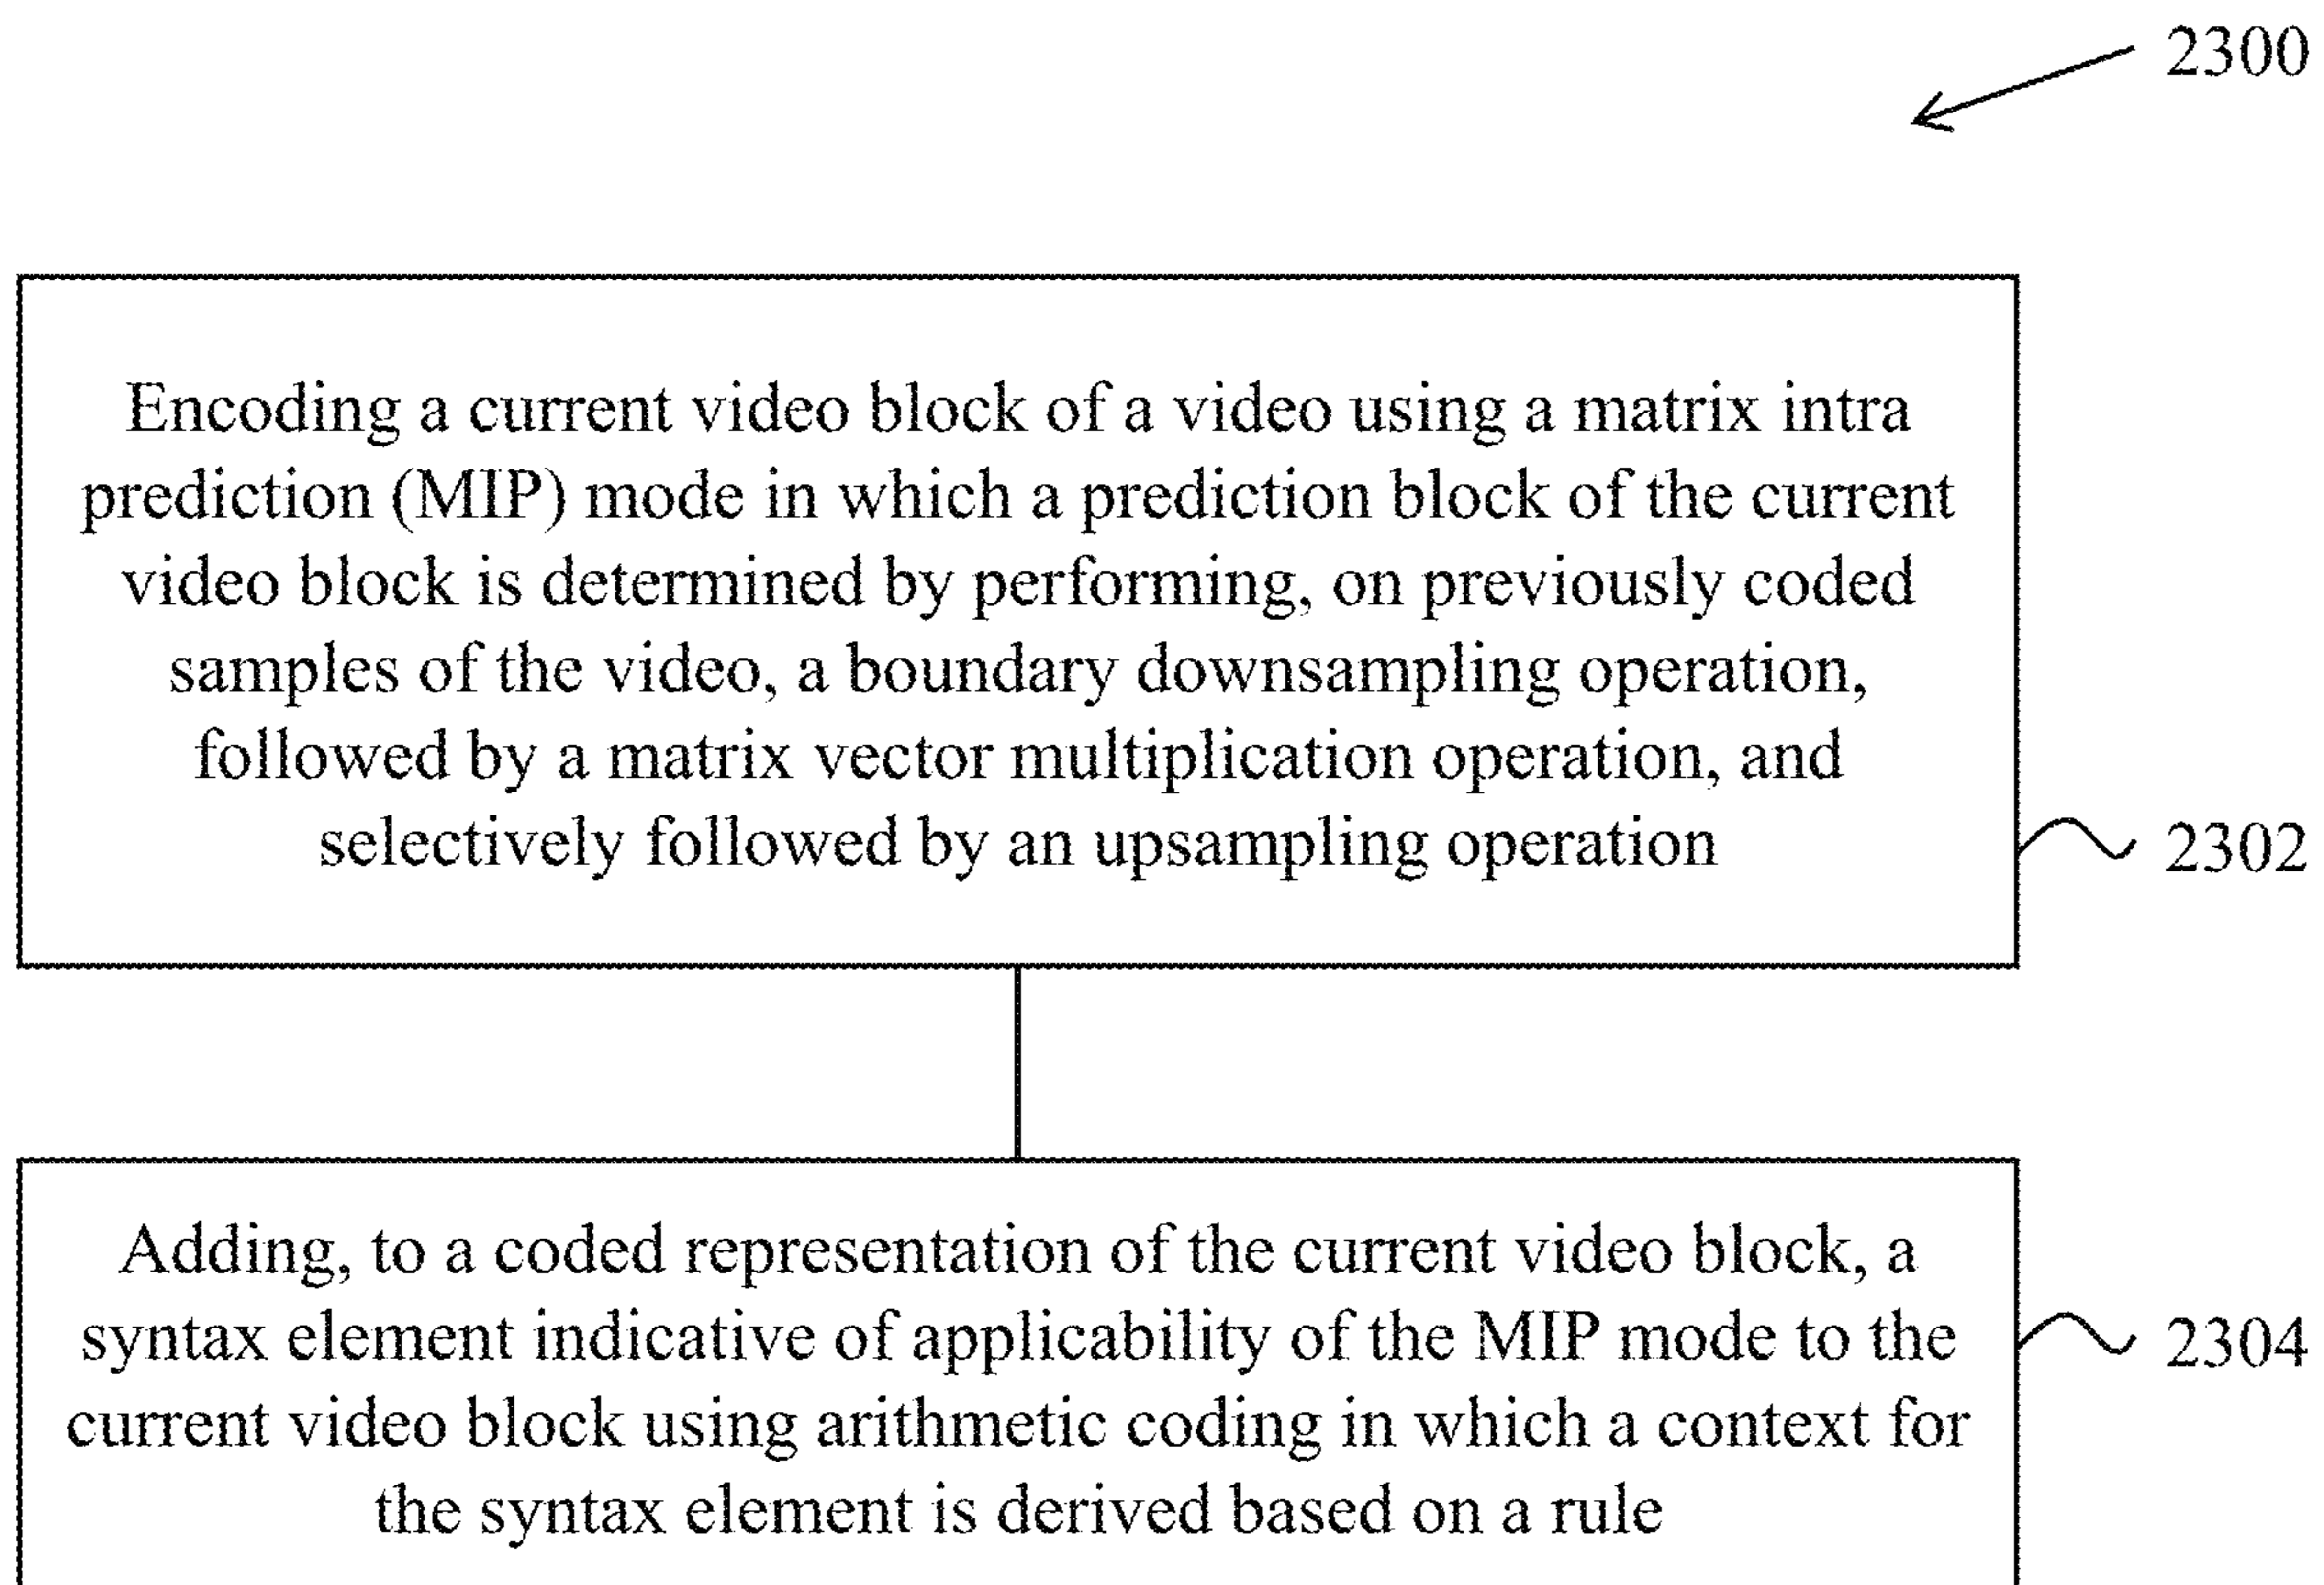 2300
Encoding a current video block of a video using a matrix intra
prediction (MIP) mode in which a prediction block of the current
video block is determined by performing, on previously coded
samples of the video, a boundary downsampling operation,
followed by a matrix vector multiplication operation, and
selectively followed by an upsampling operation
2302
Adding, to a coded representation of the current video block, a
syntax element indicative of applicability of the MIP mode to the
current video block using arithmetic coding in which a context for
the syntax element is derived based on a rule
2304